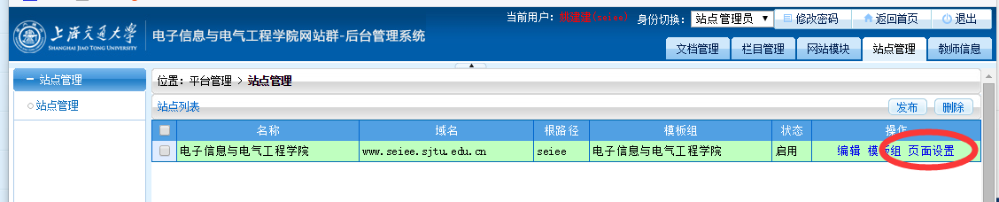 当前用户： (seiee) 身份切换： 站点管理员 修改密码 返回首页 退出
上海交通大学
SHANGHAI JIAO TONG UNIVERSITY
电子信息与电气工程学院网站群-后台管理系统
文档管理 栏目管理 网站模块 站点管理 教师信息
站点管理
站点管理
位置：平台管理 > 站点管理
站点列表 发布 删除
名称 域名 根路径 模板组 状态 操作
电子信息与电气工程学院 www.seiee.sjtu.edu.cn seiee 电子信息与电气工程学院 启用 编辑 模板组 页面设置